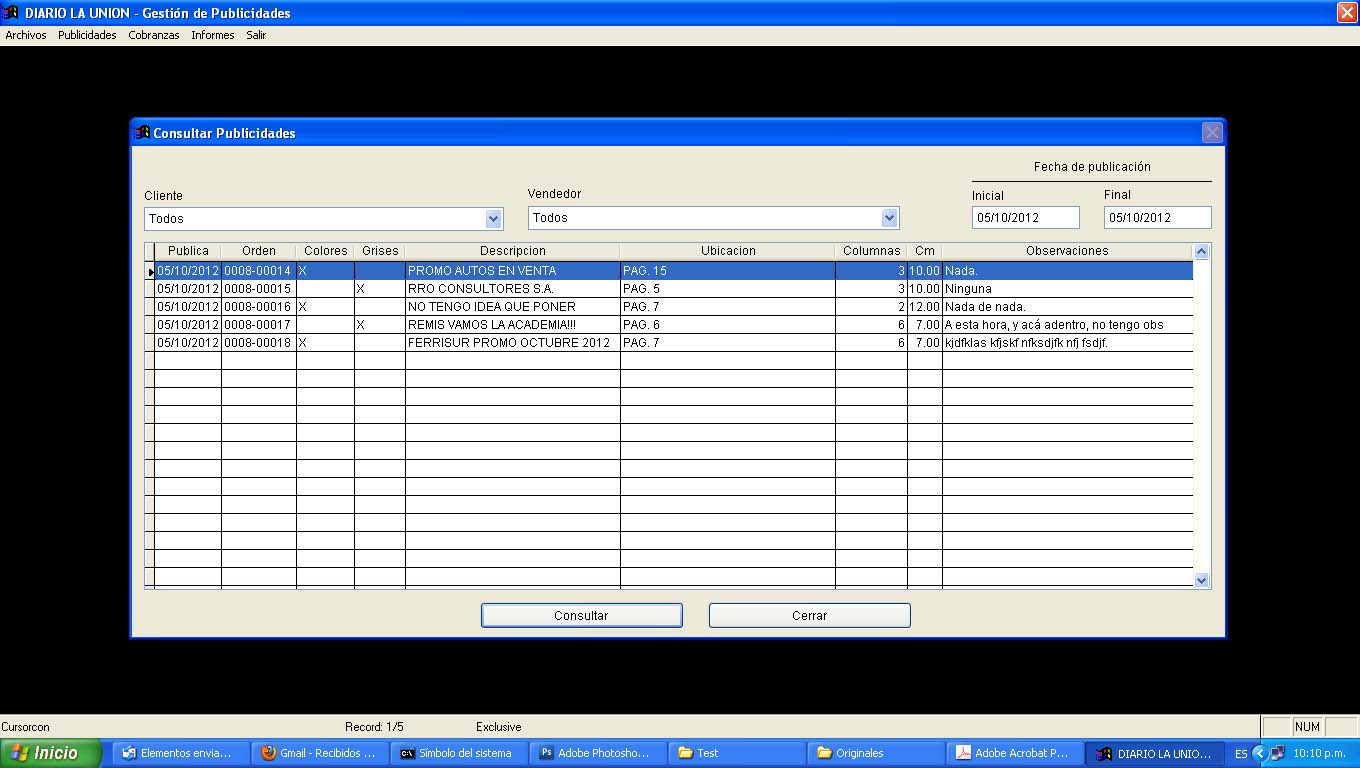 DIARIO LA UNION - Gestión de Publicidades
Archivos Publicidades Cobranzas Informes Salir
Consultar Publicidades
Fecha de publicación
Cliente Vendedor Inicial Final
Todos Todos 05/10/2012 05/10/2012
Publica Orden Colores Grises Descripcion Ubicacion Columnas Cm Observaciones
05/10/2012 0008-00014 X PROMO AUTOS EN VENTA PAG. 15 3 10.00 Nada.
05/10/2012 0008-00015 X RRO CONSULTORES S.A. PAG. 5 3 10.00 Ninguna
05/10/2012 0008-00016 X NO TENGO IDEA QUE PONER PAG. 7 2 12.00 Nada de nada.
05/10/2012 0008-00017 X REMIS VAMOS LA ACADEMIA!!! PAG. 6 6 7.00 A esta hora, y acá adentro, no tengo obs
05/10/2012 0008-00018 X FERRISUR PROMO OCTUBRE 2012 PAG. 7 6 7.00 kjdfklas kfjskf nfksdjfk nfj fsdjf.
Consultar Cerrar
Cursorcon Record: 1/5 Exclusive NUM
Inicio Elementos envia... Gmail - Recibidos ... Símbolo del sistema Adobe Photosho... Test Originales Adobe Acrobat P... DIARIO LA UNIO... ES 10:10 p.m.